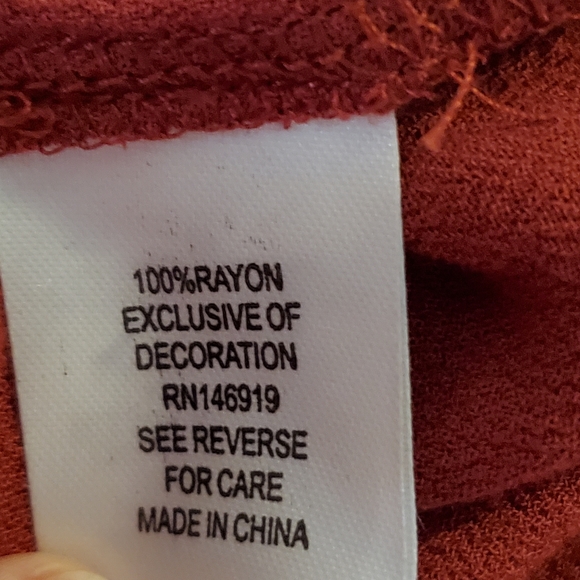 100%RAYON
EXCLUSIVE OF
DECORATION
RN146919
SEE REVERSE
FOR CARE
MADE IN CHINA